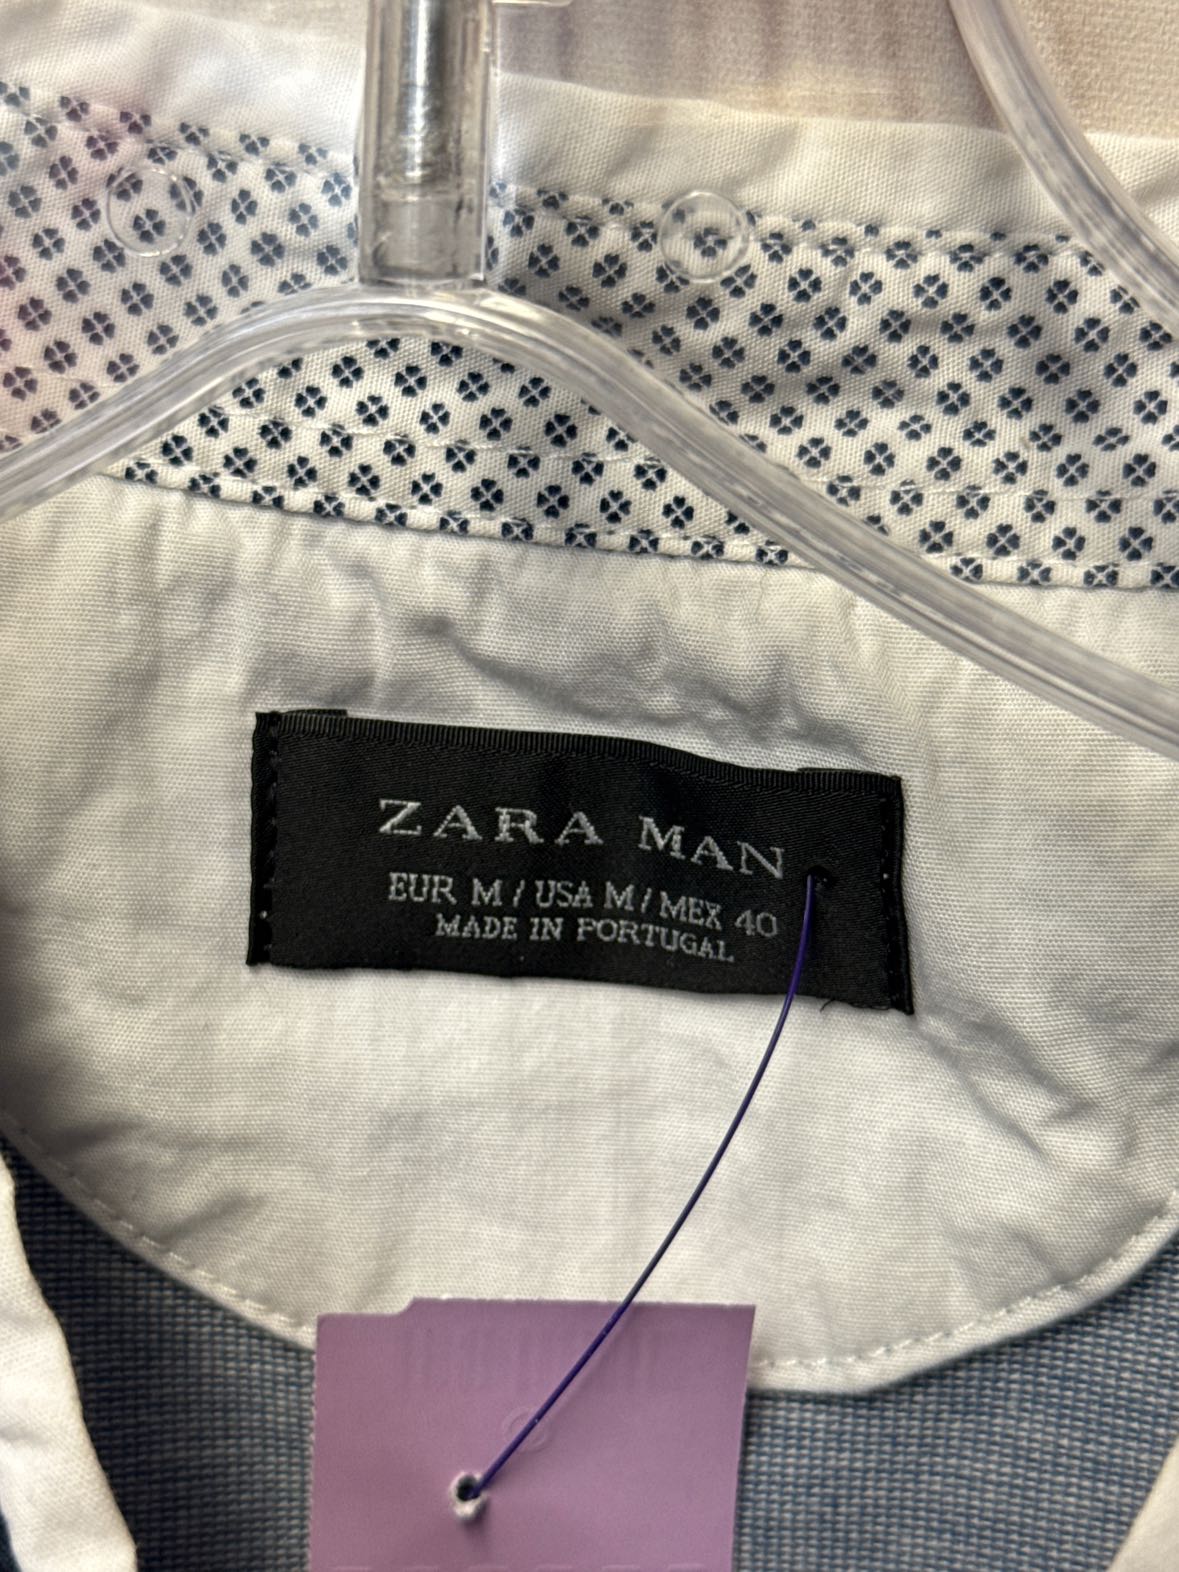 ZARA MAN
EUR M / USA M / MEX 40
MADE IN PORTUGAL